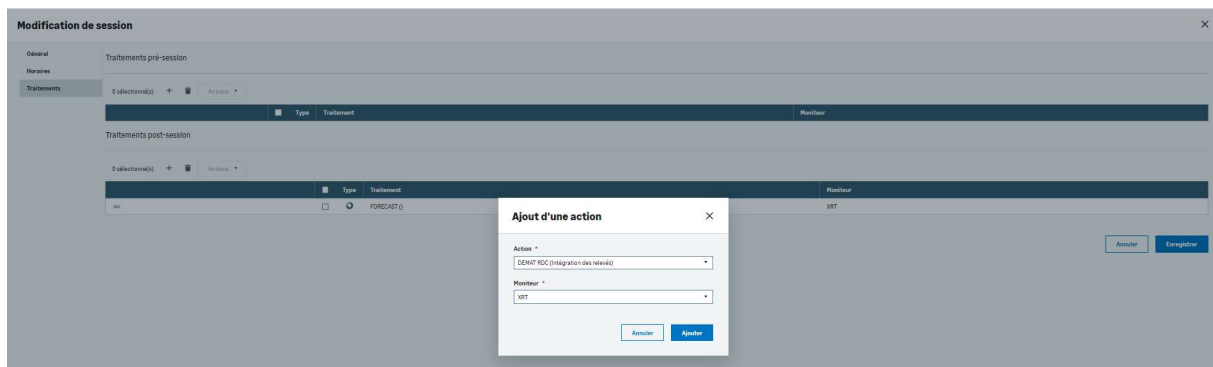 Modification de session
Général
Horaires
Traitements
Traitements pré-session
0 sélectionné(s) Actions
Type Traitement Moniteur
Traitements post-session
0 sélectionné(s) Actions
Type Traitement Moniteur
FORECAST () XRT
Annuler Enregistrer
Ajout d'une action
Action *
DEMAT RDC (Intégration des relevés)
Moniteur *
XRT
Annuler Ajouter